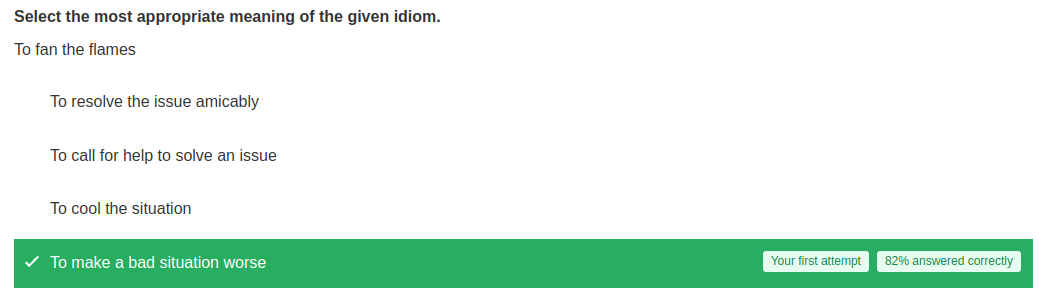 Select the most appropriate meaning of the given idiom.
To fan the flames
To resolve the issue amicably
To call for help to solve an issue
To cool the situation
To make a bad situation worse Your first attempt 82% answered correctly